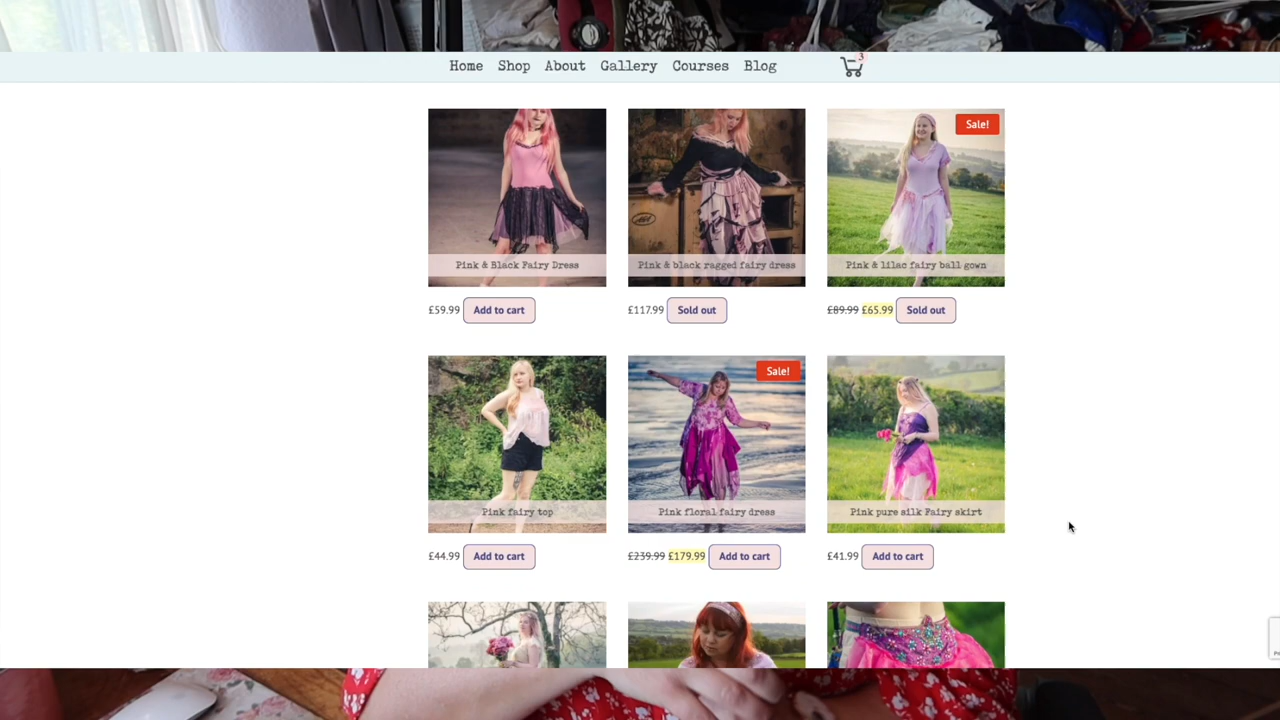 Home Shop About Gallery Courses Blog
3
Sale!
Pink & Black Fairy Dress
Pink & black ragged fairy dress
Pink & lilac fairy ball gown
£59.99 Add to cart
£117.99 Sold out
£89.99 £65.99 Sold out
Sale!
Pink fairy top
Pink floral fairy dress
Pink pure silk Fairy skirt
£44.99 Add to cart
£239.99 £179.99 Add to cart
£41.99 Add to cart